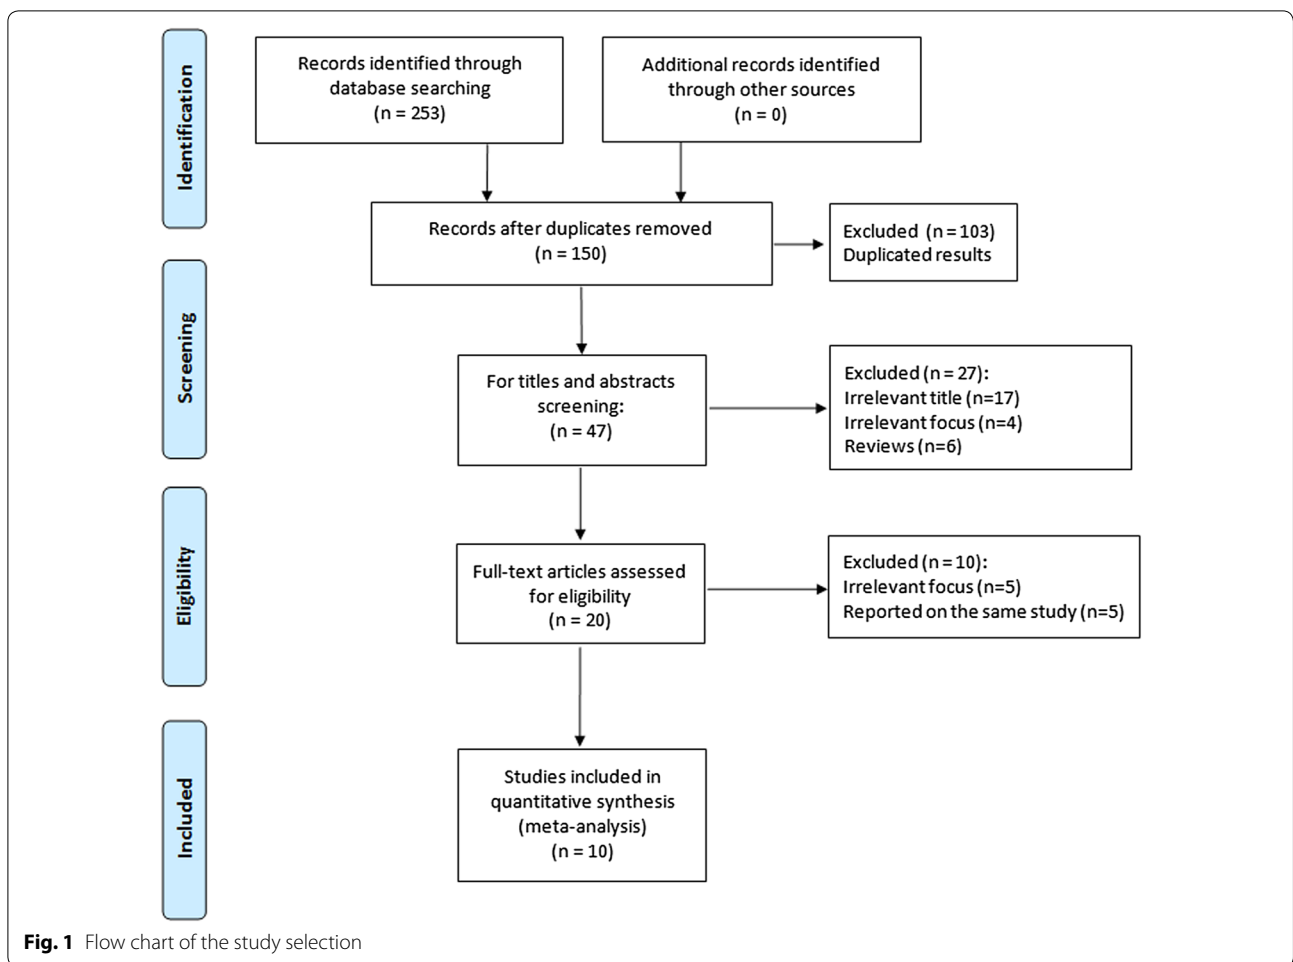 Identification
Records identified through
database searching
(n = 253)
Additional records identified
through other sources
(n = 0)
Records after duplicates removed
(n = 150)
Excluded (n = 103)
Duplicated results
Screening
For titles and abstracts
screening:
(n = 47)
Excluded (n = 27):
Irrelevant title (n=17)
Irrelevant focus (n=4)
Reviews (n=6)
Eligibility
Full-text articles assessed
for eligibility
(n = 20)
Excluded (n = 10):
Irrelevant focus (n=5)
Reported on the same study (n=5)
Included
Studies included in
quantitative synthesis
(meta-analysis)
(n = 10)
Fig. 1 Flow chart of the study selection